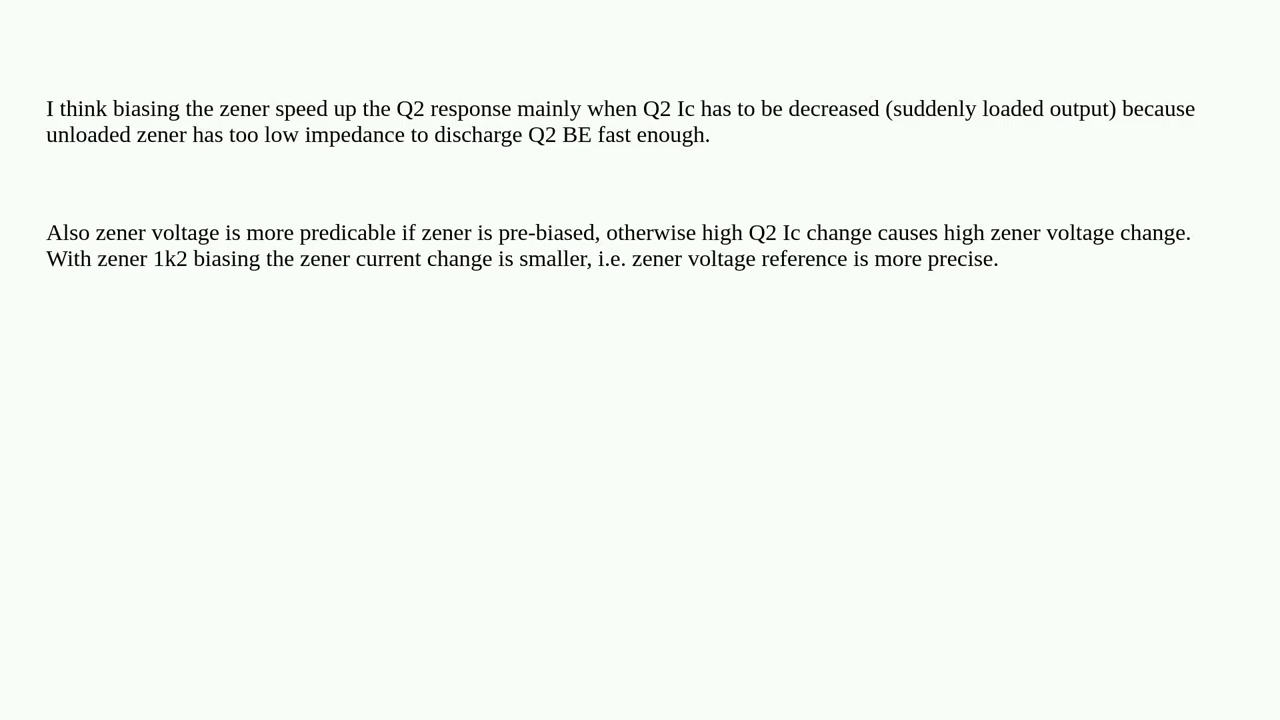 I think biasing the zener speed up the Q2 response mainly when Q2 Ic has to be decreased (suddenly loaded output) because
unloaded zener has too low impedance to discharge Q2 BE fast enough.
Also zener voltage is more predicable if zener is pre-biased, otherwise high Q2 Ic change causes high zener voltage change.
With zener 1k2 biasing the zener current change is smaller, i.e. zener voltage reference is more precise.